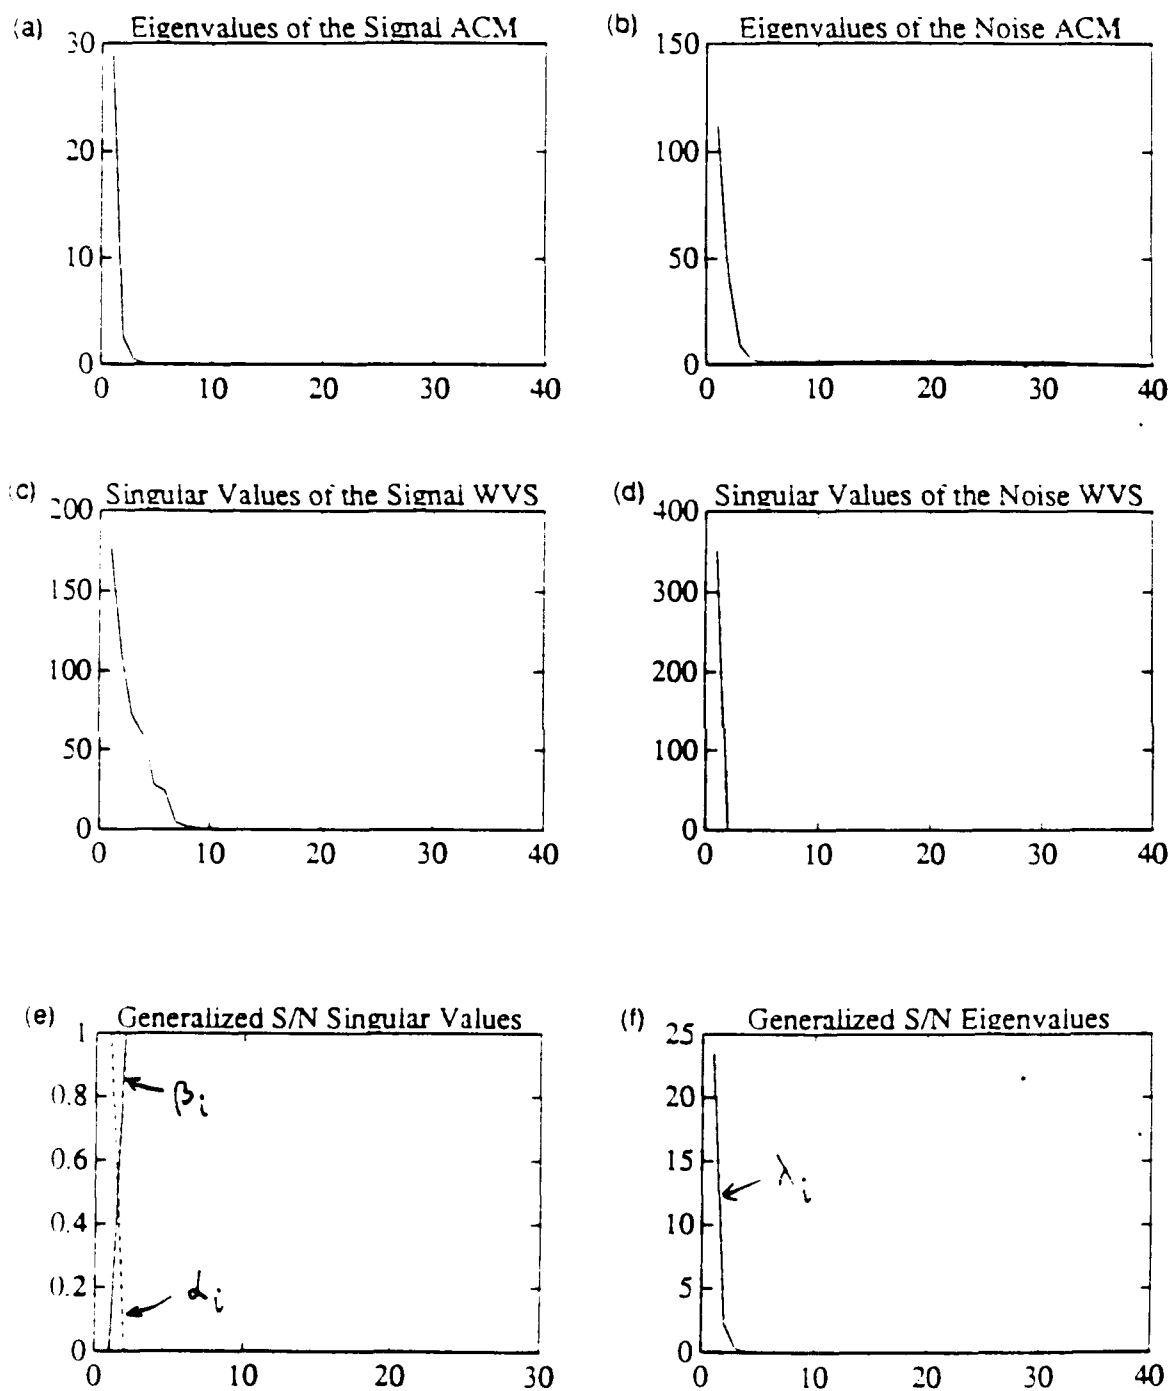 (a) Eigenvalues of the Signal ACM
30
20
10
0
0 10 20 30 40
(b) Eigenvalues of the Noise ACM
150
100
50
0
0 10 20 30 40
(c) Singular Values of the Signal WVS
200
150
100
50
0
0 10 20 30 40
(d) Singular Values of the Noise WVS
400
300
200
100
0
0 10 20 30 40
(e) Generalized S/N Singular Values
1
0.8
0.6
0.4
0.2
0
0 10 20 30
βi
αi
(f) Generalized S/N Eigenvalues
25
20
15
10
5
0
0 10 20 30 40
λi